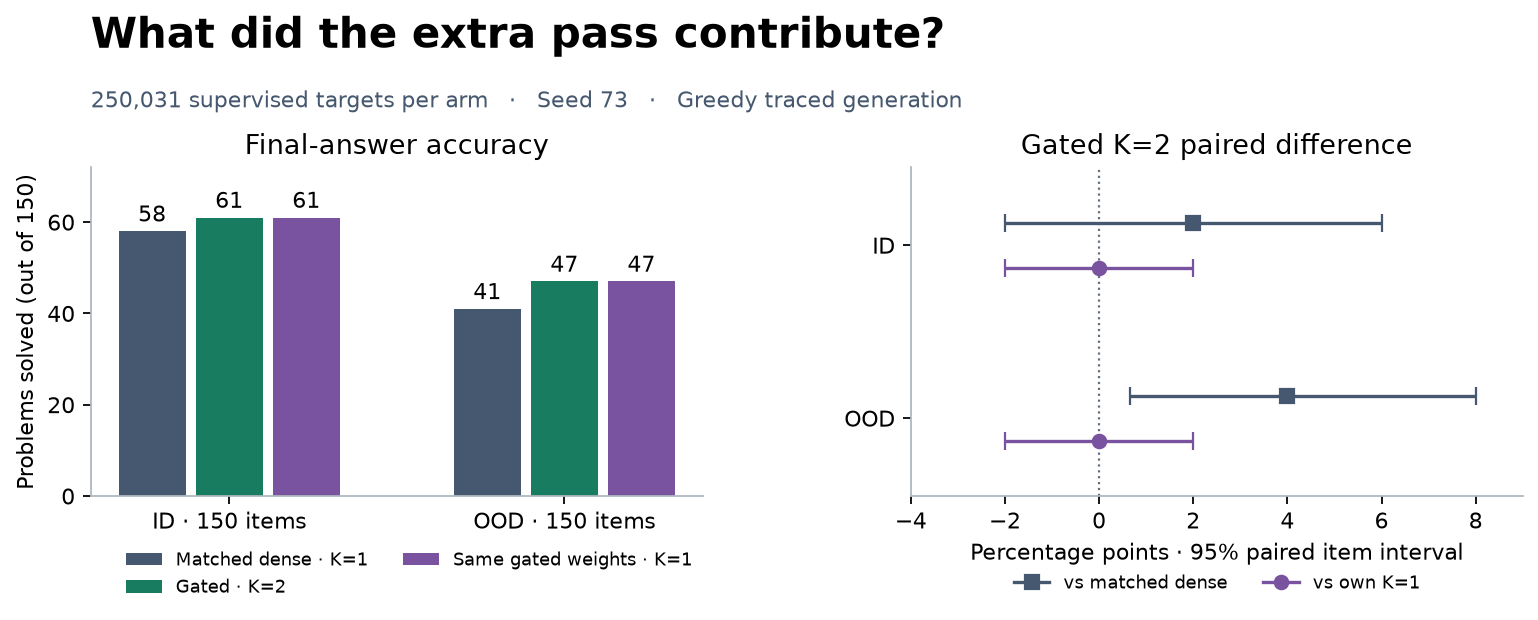 What did the extra pass contribute?
250,031 supervised targets per arm · Seed 73 · Greedy traced generation
Final-answer accuracy
Problems solved (out of 150)
60
40
20
0
58
61
61
41
47
47
ID · 150 items
OOD · 150 items
Matched dense · K=1
Same gated weights · K=1
Gated · K=2
Gated K=2 paired difference
ID
OOD
−4
−2
0
2
4
6
8
Percentage points · 95% paired item interval
vs matched dense
vs own K=1